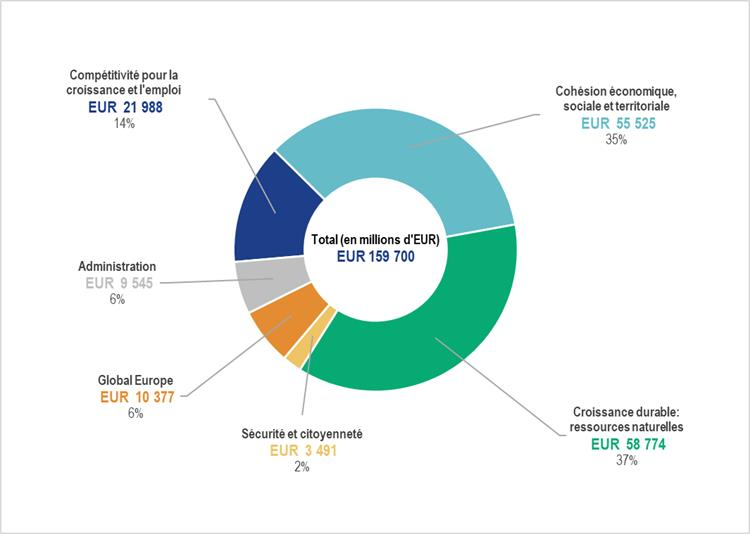 Compétitivité pour la
croissance et l'emploi
EUR 21 988
14%
Cohésion économique,
sociale et territoriale
EUR 55 525
35%
Total (en millions d'EUR)
EUR 159 700
Administration
EUR 9 545
6%
Global Europe
EUR 10 377
6%
Sécurité et citoyenneté
EUR 3 491
2%
Croissance durable:
ressources naturelles
EUR 58 774
37%